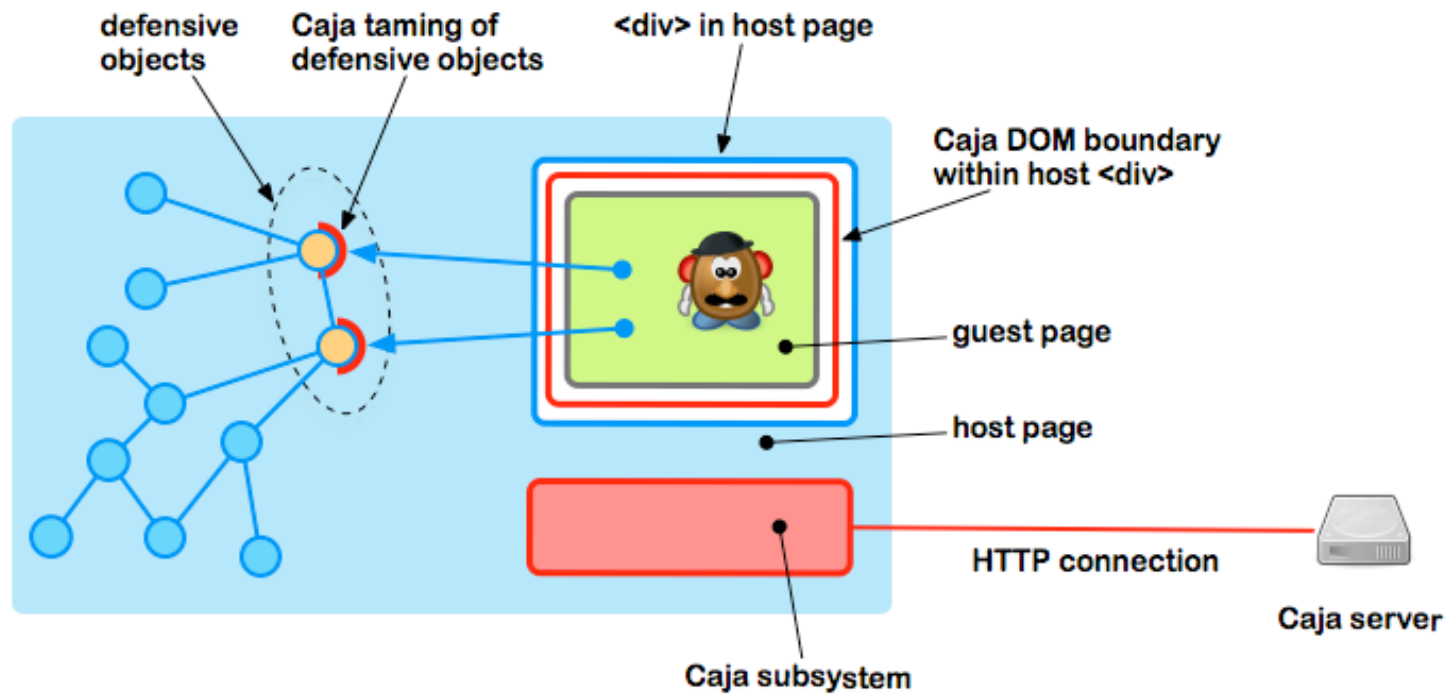 defensive
objects
Caja taming of
defensive objects
<div> in host page
Caja DOM boundary
within host <div>
guest page
host page
HTTP connection
Caja server
Caja subsystem